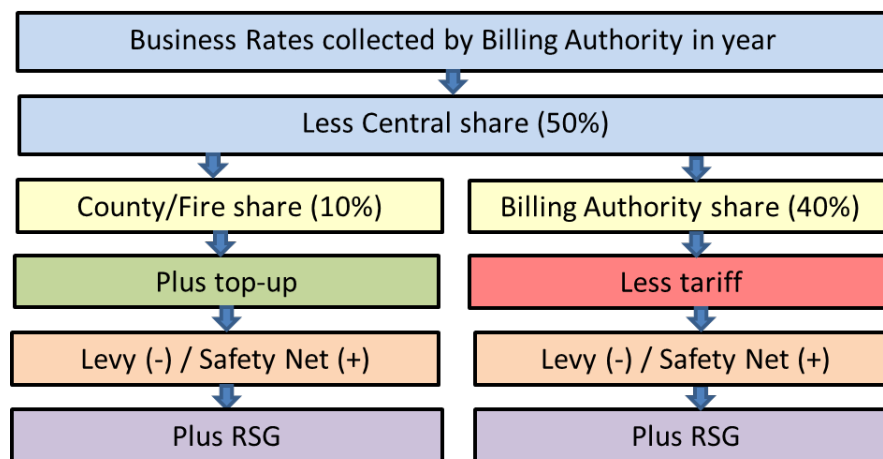 Business Rates collected by Billing Authority in year
Less Central share (50%)
County/Fire share (10%)
Billing Authority share (40%)
Plus top-up
Less tariff
Levy (-) / Safety Net (+)
Levy (-) / Safety Net (+)
Plus RSG
Plus RSG